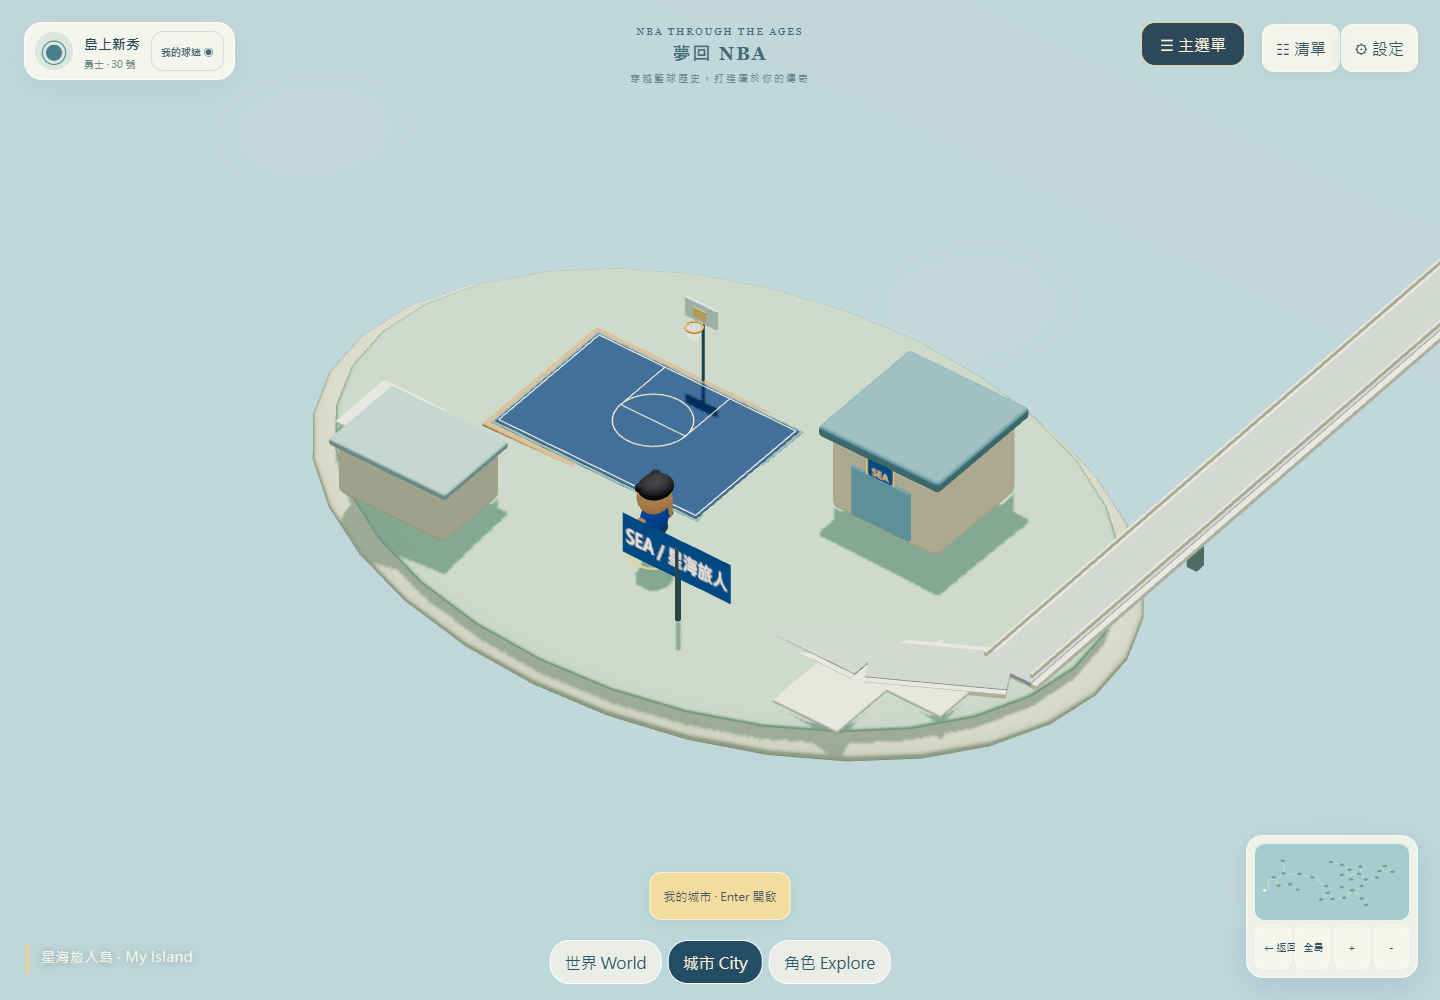 島上新秀
勇士 · 30 號
我的球迷 ◉
NBA THROUGH THE AGES
夢回 NBA
穿越籃球歷史，打造屬於你的傳奇
☰ 主選單
☷ 清單
⚙ 設定
SEA
SEA / 星海旅人
我的城市 · Enter 開啟
星海旅人島 · My Island
世界 World
城市 City
角色 Explore
← 返回
全島
+
-